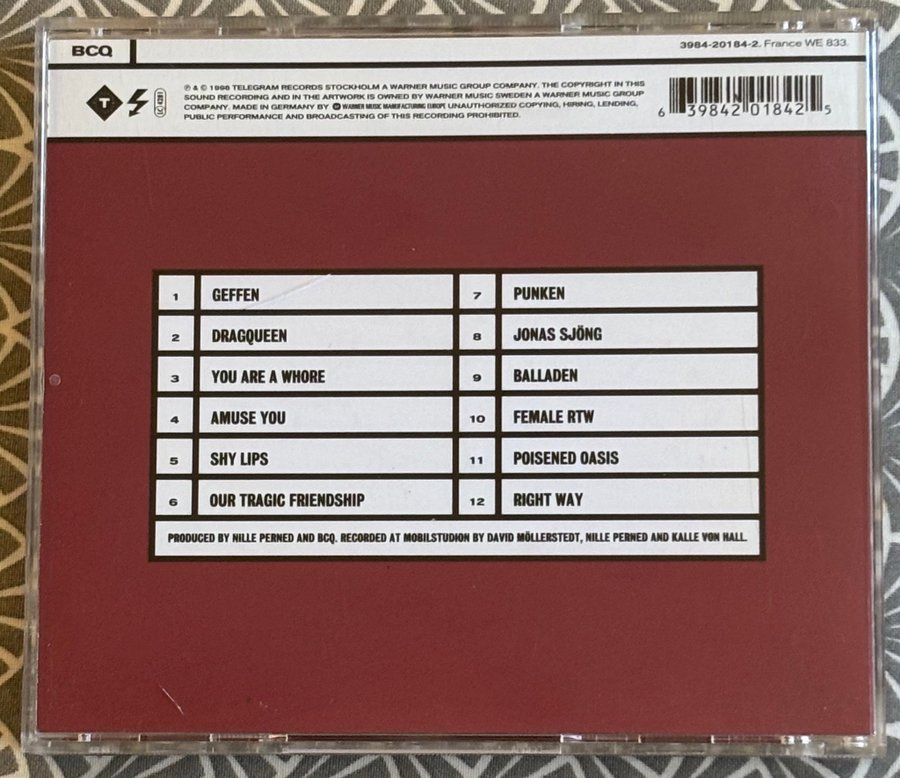 BCQ
3984-20184-2. France WE 833.
℗ & © 1998 TELEGRAM RECORDS STOCKHOLM A WARNER MUSIC GROUP COMPANY. THE COPYRIGHT IN THIS
SOUND RECORDING AND IN THE ARTWORK IS OWNED BY WARNER MUSIC SWEDEN A WARNER MUSIC GROUP
COMPANY. MADE IN GERMANY BY WARNER MUSIC MANUFACTURING EUROPE. UNAUTHORIZED COPYING, HIRING, LENDING,
PUBLIC PERFORMANCE AND BROADCASTING OF THIS RECORDING PROHIBITED.
T
LC 4281
6 39842 01842 5
1 GEFFEN
2 DRAGQUEEN
3 YOU ARE A WHORE
4 AMUSE YOU
5 SHY LIPS
6 OUR TRAGIC FRIENDSHIP
7 PUNKEN
8 JONAS SJÖNG
9 BALLADEN
10 FEMALE RTW
11 POISENED OASIS
12 RIGHT WAY
PRODUCED BY NILLE PERNED AND BCQ. RECORDED AT MOBILSTUDION BY DAVID MÖLLERSTEDT, NILLE PERNED AND KALLE VON HALL.